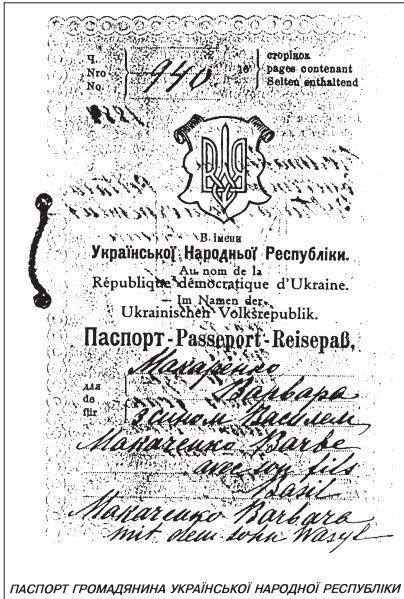 Ч.
Nro
No.
940
16
сторінок
pages contenant
Seiten enthaltend
В імени
Української Народньої Республіки.
Au nom de la
République démocratique d'Ukraine.
— Im Namen der
Ukrainischen Volksrepublik.
Паспорт-Passeport-Reisepaß,
для
de
für
Макаренко
Варвара
з сином Василем
Makarenko Barbe
avec son fils
Basil
Makarenko Barbara
mit dem sohn Wasyl
ПАСПОРТ ГРОМАДЯНИНА УКРАЇНСЬКОЇ НАРОДНОЇ РЕСПУБЛІКИ